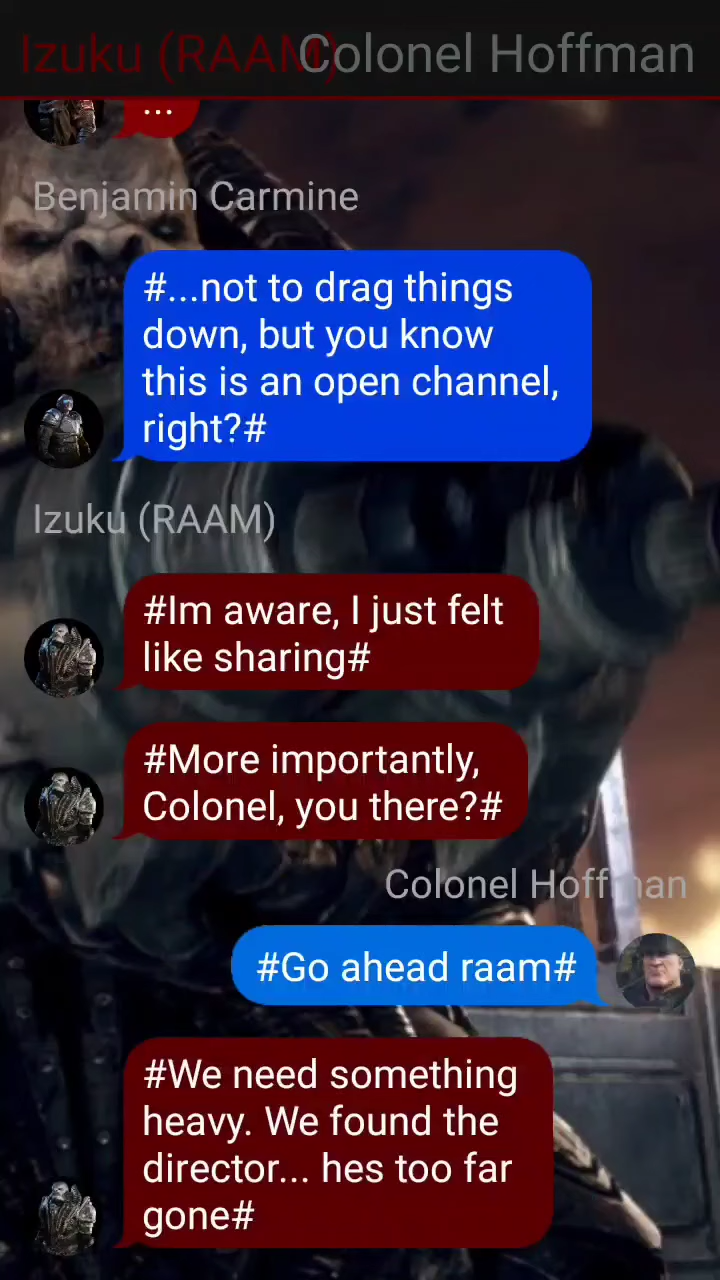 Izuku (RAAM)
Colonel Hoffman
...
Benjamin Carmine
#...not to drag things
down, but you know
this is an open channel,
right?#
Izuku (RAAM)
#Im aware, I just felt
like sharing#
#More importantly,
Colonel, you there?#
Colonel Hoffman
#Go ahead raam#
#We need something
heavy. We found the
director... hes too far
gone#